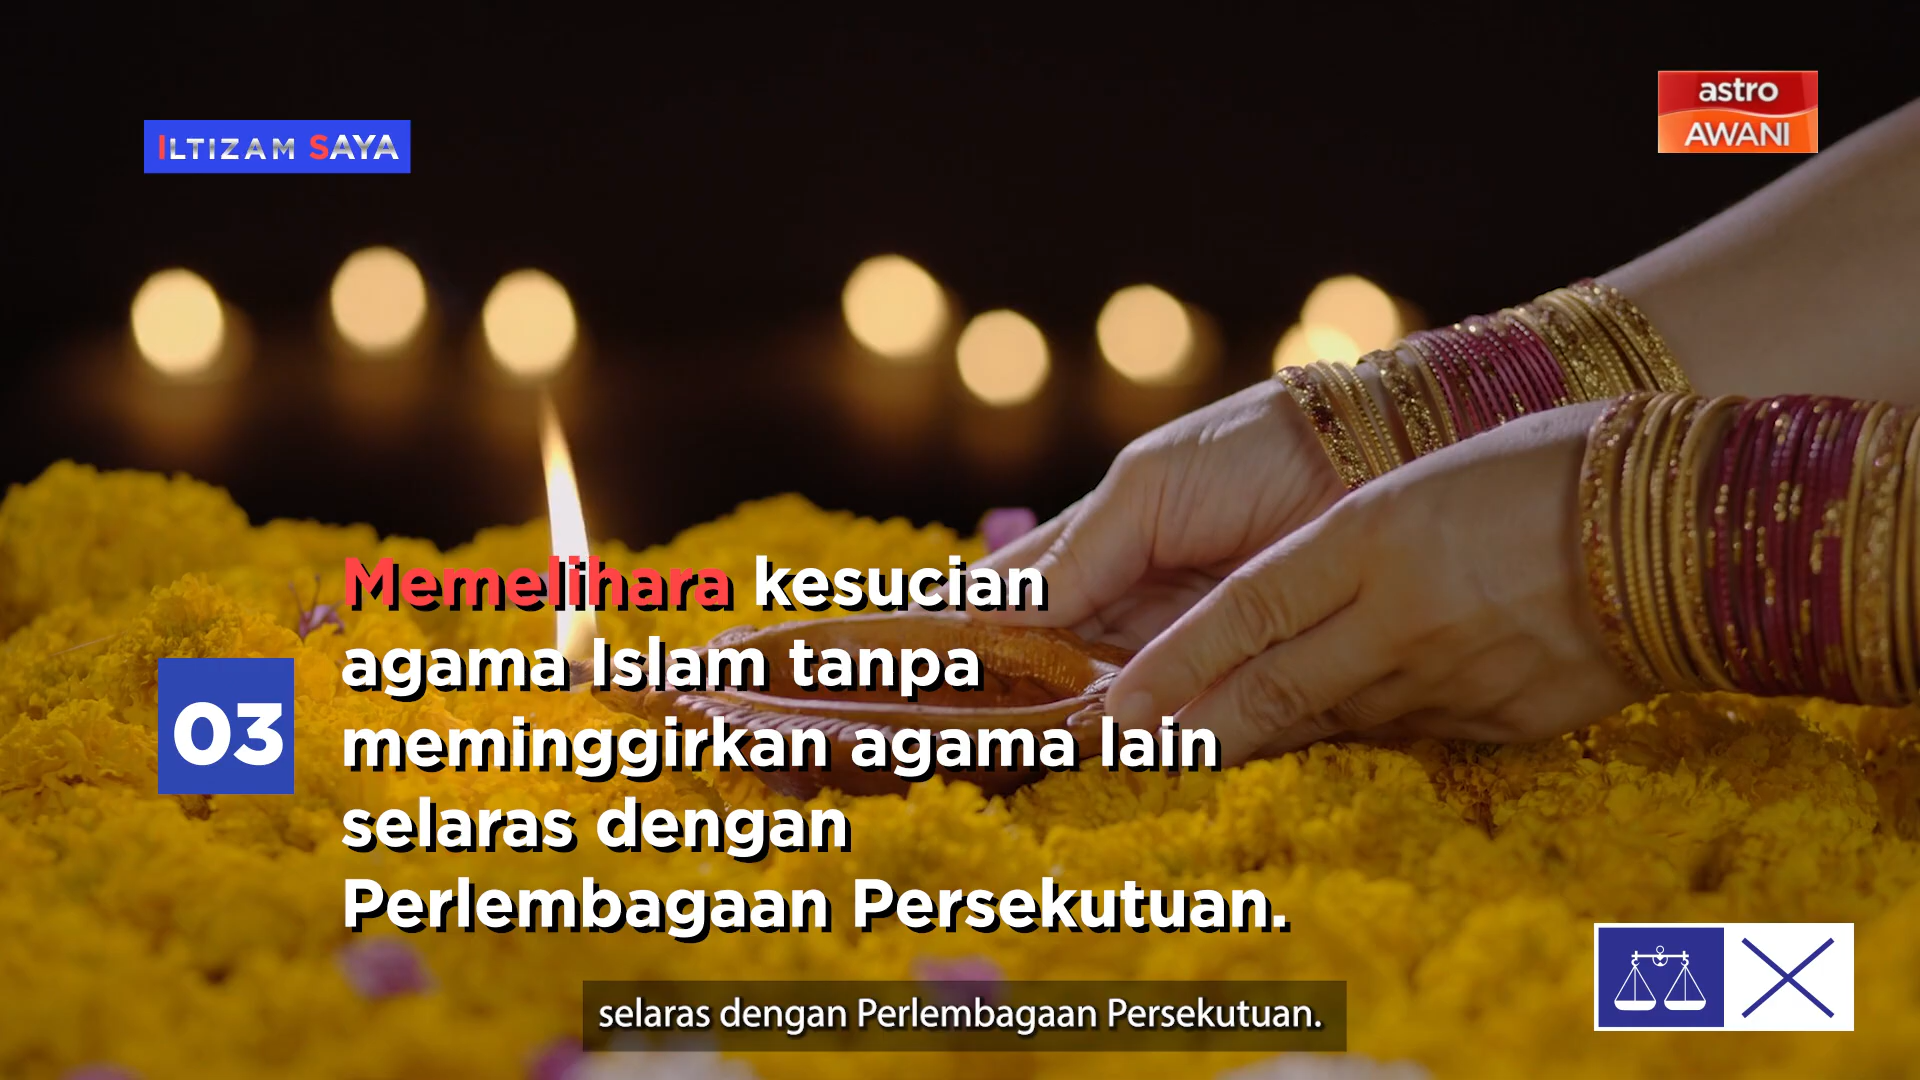 ILTIZAM SAYA
astro
AWANI
Memelihara kesucian
agama Islam tanpa
03
meminggirkan agama lain
selaras dengan
Perlembagaan Persekutuan.
selaras dengan Perlembagaan Persekutuan.